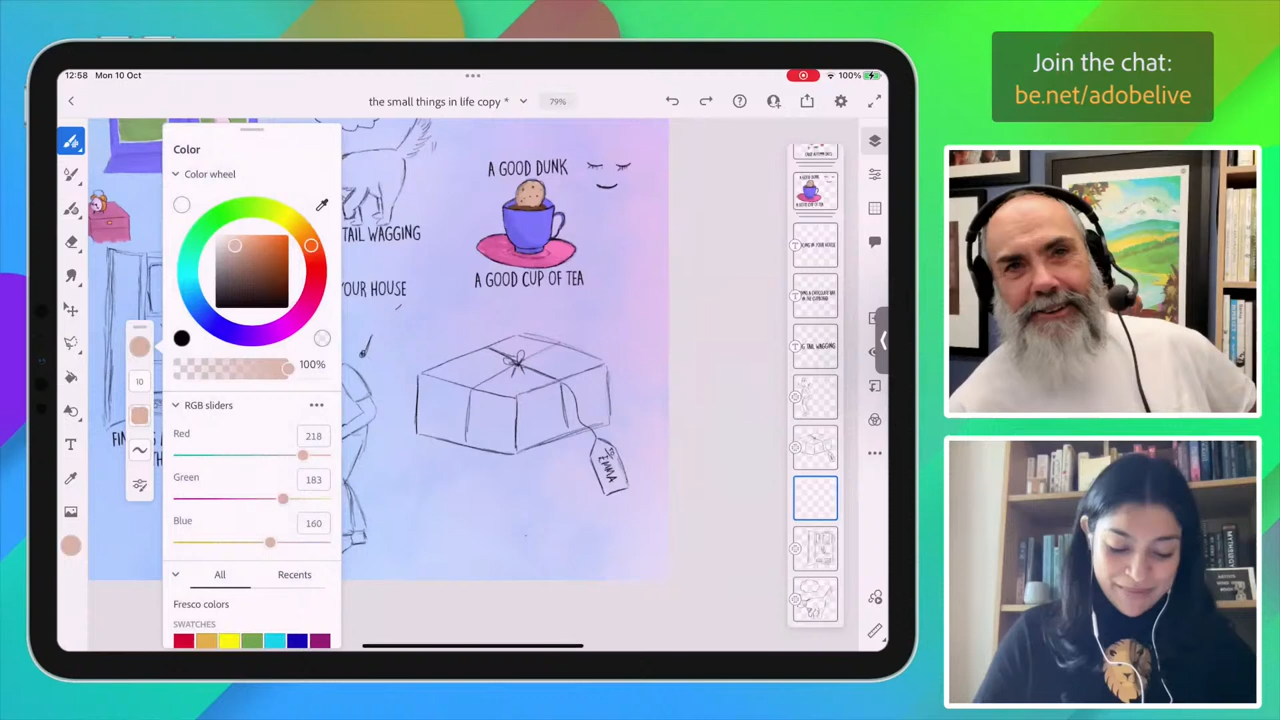 Join the chat:
be.net/adobelive
12:58 Mon 10 Oct
100%
the small things in life copy *
79%
Color
Color wheel
100%
RGB sliders
Red
218
Green
183
Blue
160
All
Recents
Fresco colors
SWATCHES
10
A GOOD DUNK
A GOOD CUP OF TEA
TAIL WAGGING
YOUR HOUSE
EMMA